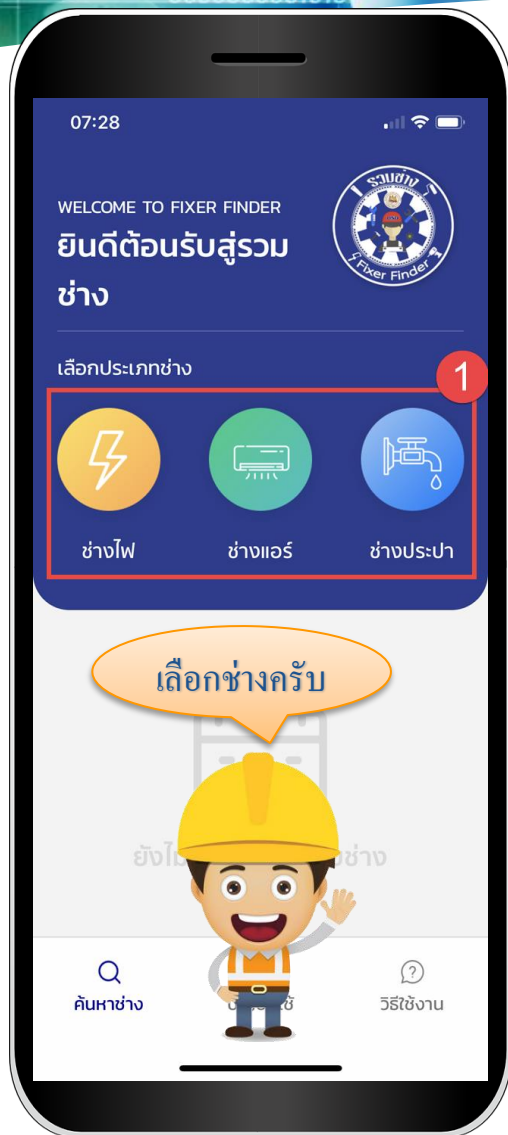 07:28
รวมช่าง
Fixer Finder
WELCOME TO FIXER FINDER
ยินดีต้อนรับสู่รวม
ช่าง
เลือกประเภทช่าง
1
ช่างไฟ ช่างแอร์ ช่างประปา
เลือกช่างครับ
ช่าง
ค้นหาช่าง วิธีใช้งาน